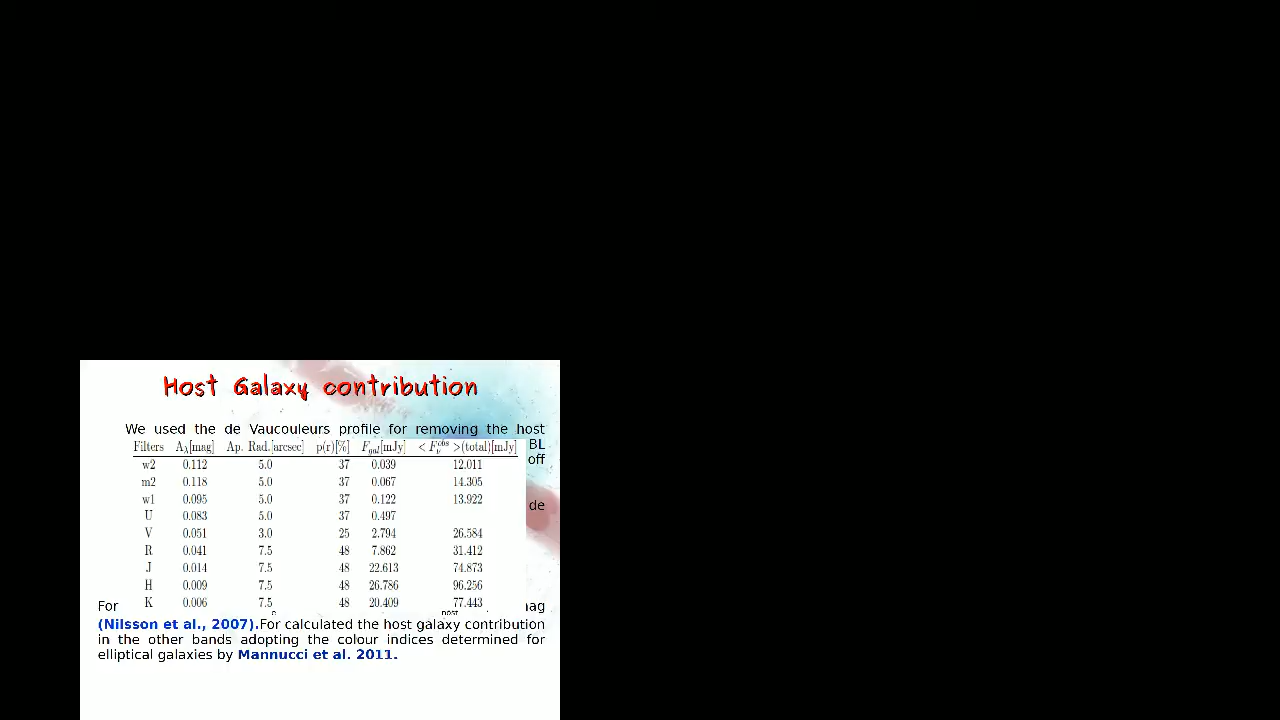 Host Galaxy contribution
We used the de Vaucouleurs profile for removing the host
BL
off
de
Filters A_λ[mag] Ap. Rad.[arcsec] p(r)[%] F_gal[mJy] < F_ν^obs >(total)[mJy]
w2 0.112 5.0 37 0.039 12.011
m2 0.118 5.0 37 0.067 14.305
w1 0.095 5.0 37 0.122 13.922
U 0.083 5.0 37 0.497
V 0.051 3.0 25 2.794 26.584
R 0.041 7.5 48 7.862 31.412
J 0.014 7.5 48 22.613 74.873
H 0.009 7.5 48 26.786 96.256
K 0.006 7.5 48 20.409 77.443
For
(Nilsson et al., 2007).For calculated the host galaxy contribution
in the other bands adopting the colour indices determined for
elliptical galaxies by Mannucci et al. 2011.